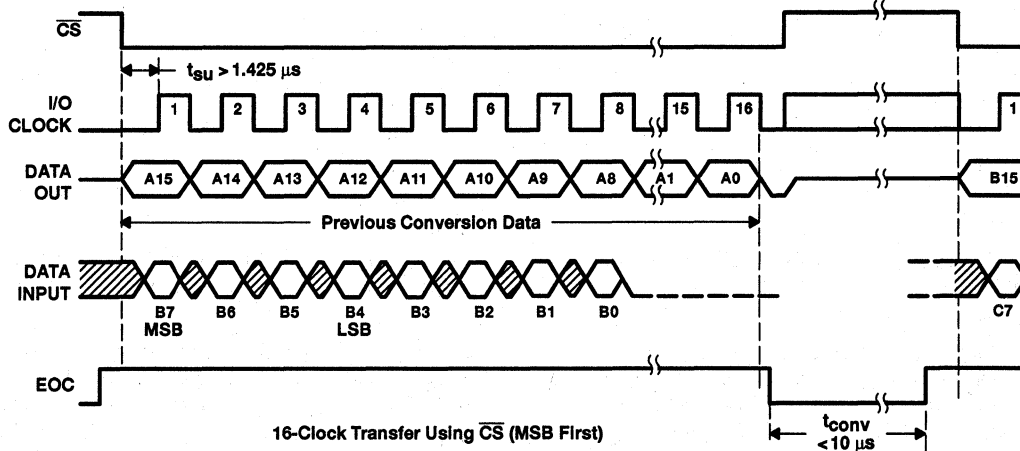 CS
tsu > 1.425 µs
I/O
CLOCK
1 2 3 4 5 6 7 8 15 16 1
DATA
OUT
A15 A14 A13 A12 A11 A10 A9 A8 A1 A0 B15
Previous Conversion Data
DATA
INPUT
B7 B6 B5 B4 B3 B2 B1 B0 C7
MSB LSB
EOC
16-Clock Transfer Using CS (MSB First)
tconv
<10 µs